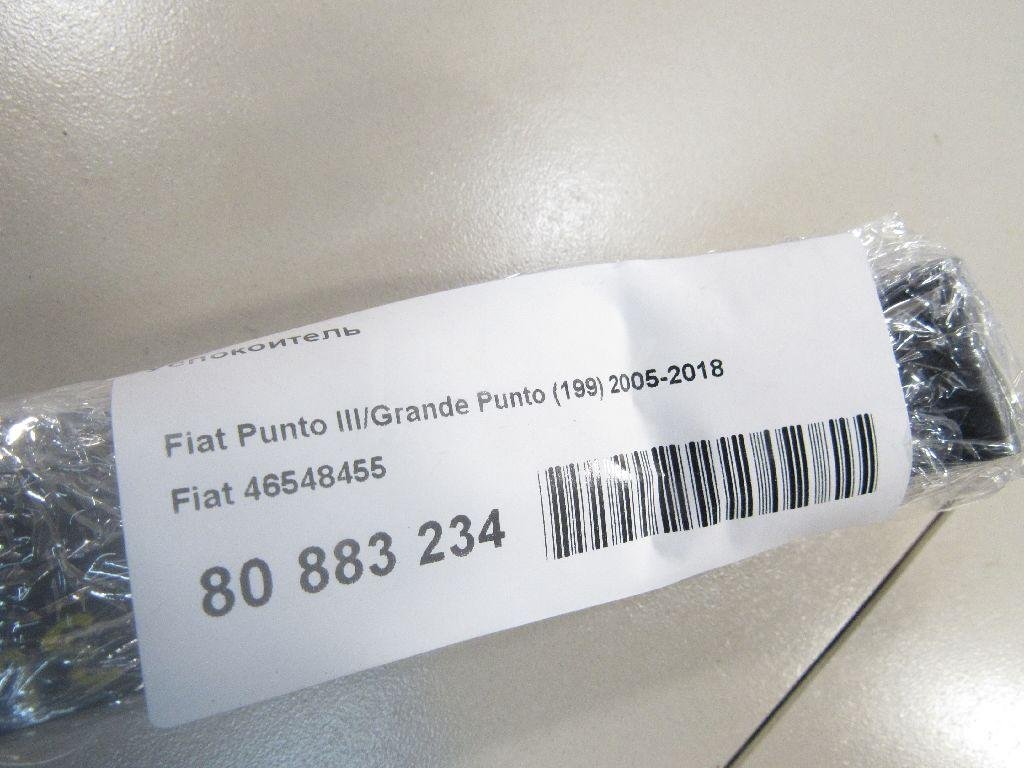 Успокоитель
Fiat Punto III/Grande Punto (199) 2005-2018
Fiat 46548455
80 883 234